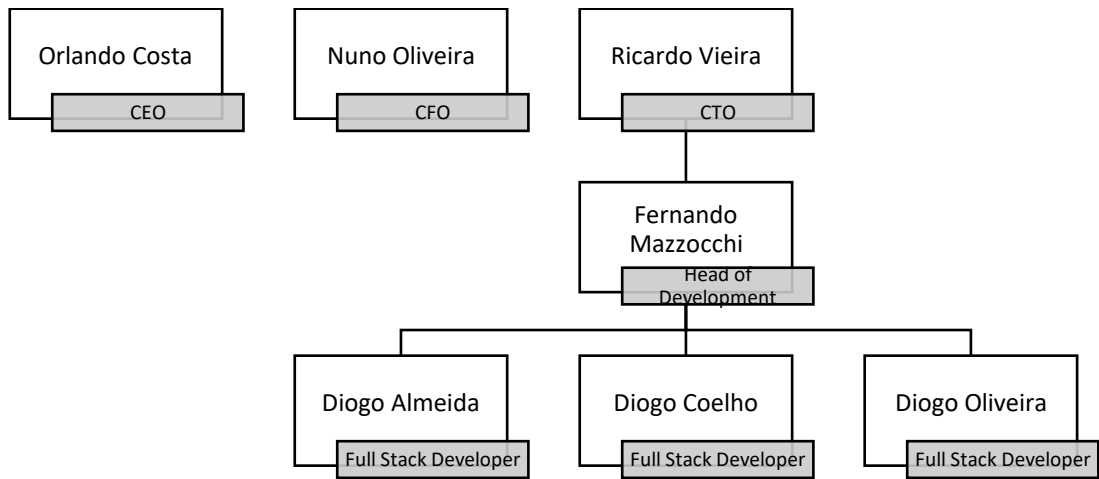 Orlando Costa
CEO
Nuno Oliveira
CFO
Ricardo Vieira
CTO
Fernando
Mazzocchi
Head of
Development
Diogo Almeida
Full Stack Developer
Diogo Coelho
Full Stack Developer
Diogo Oliveira
Full Stack Developer